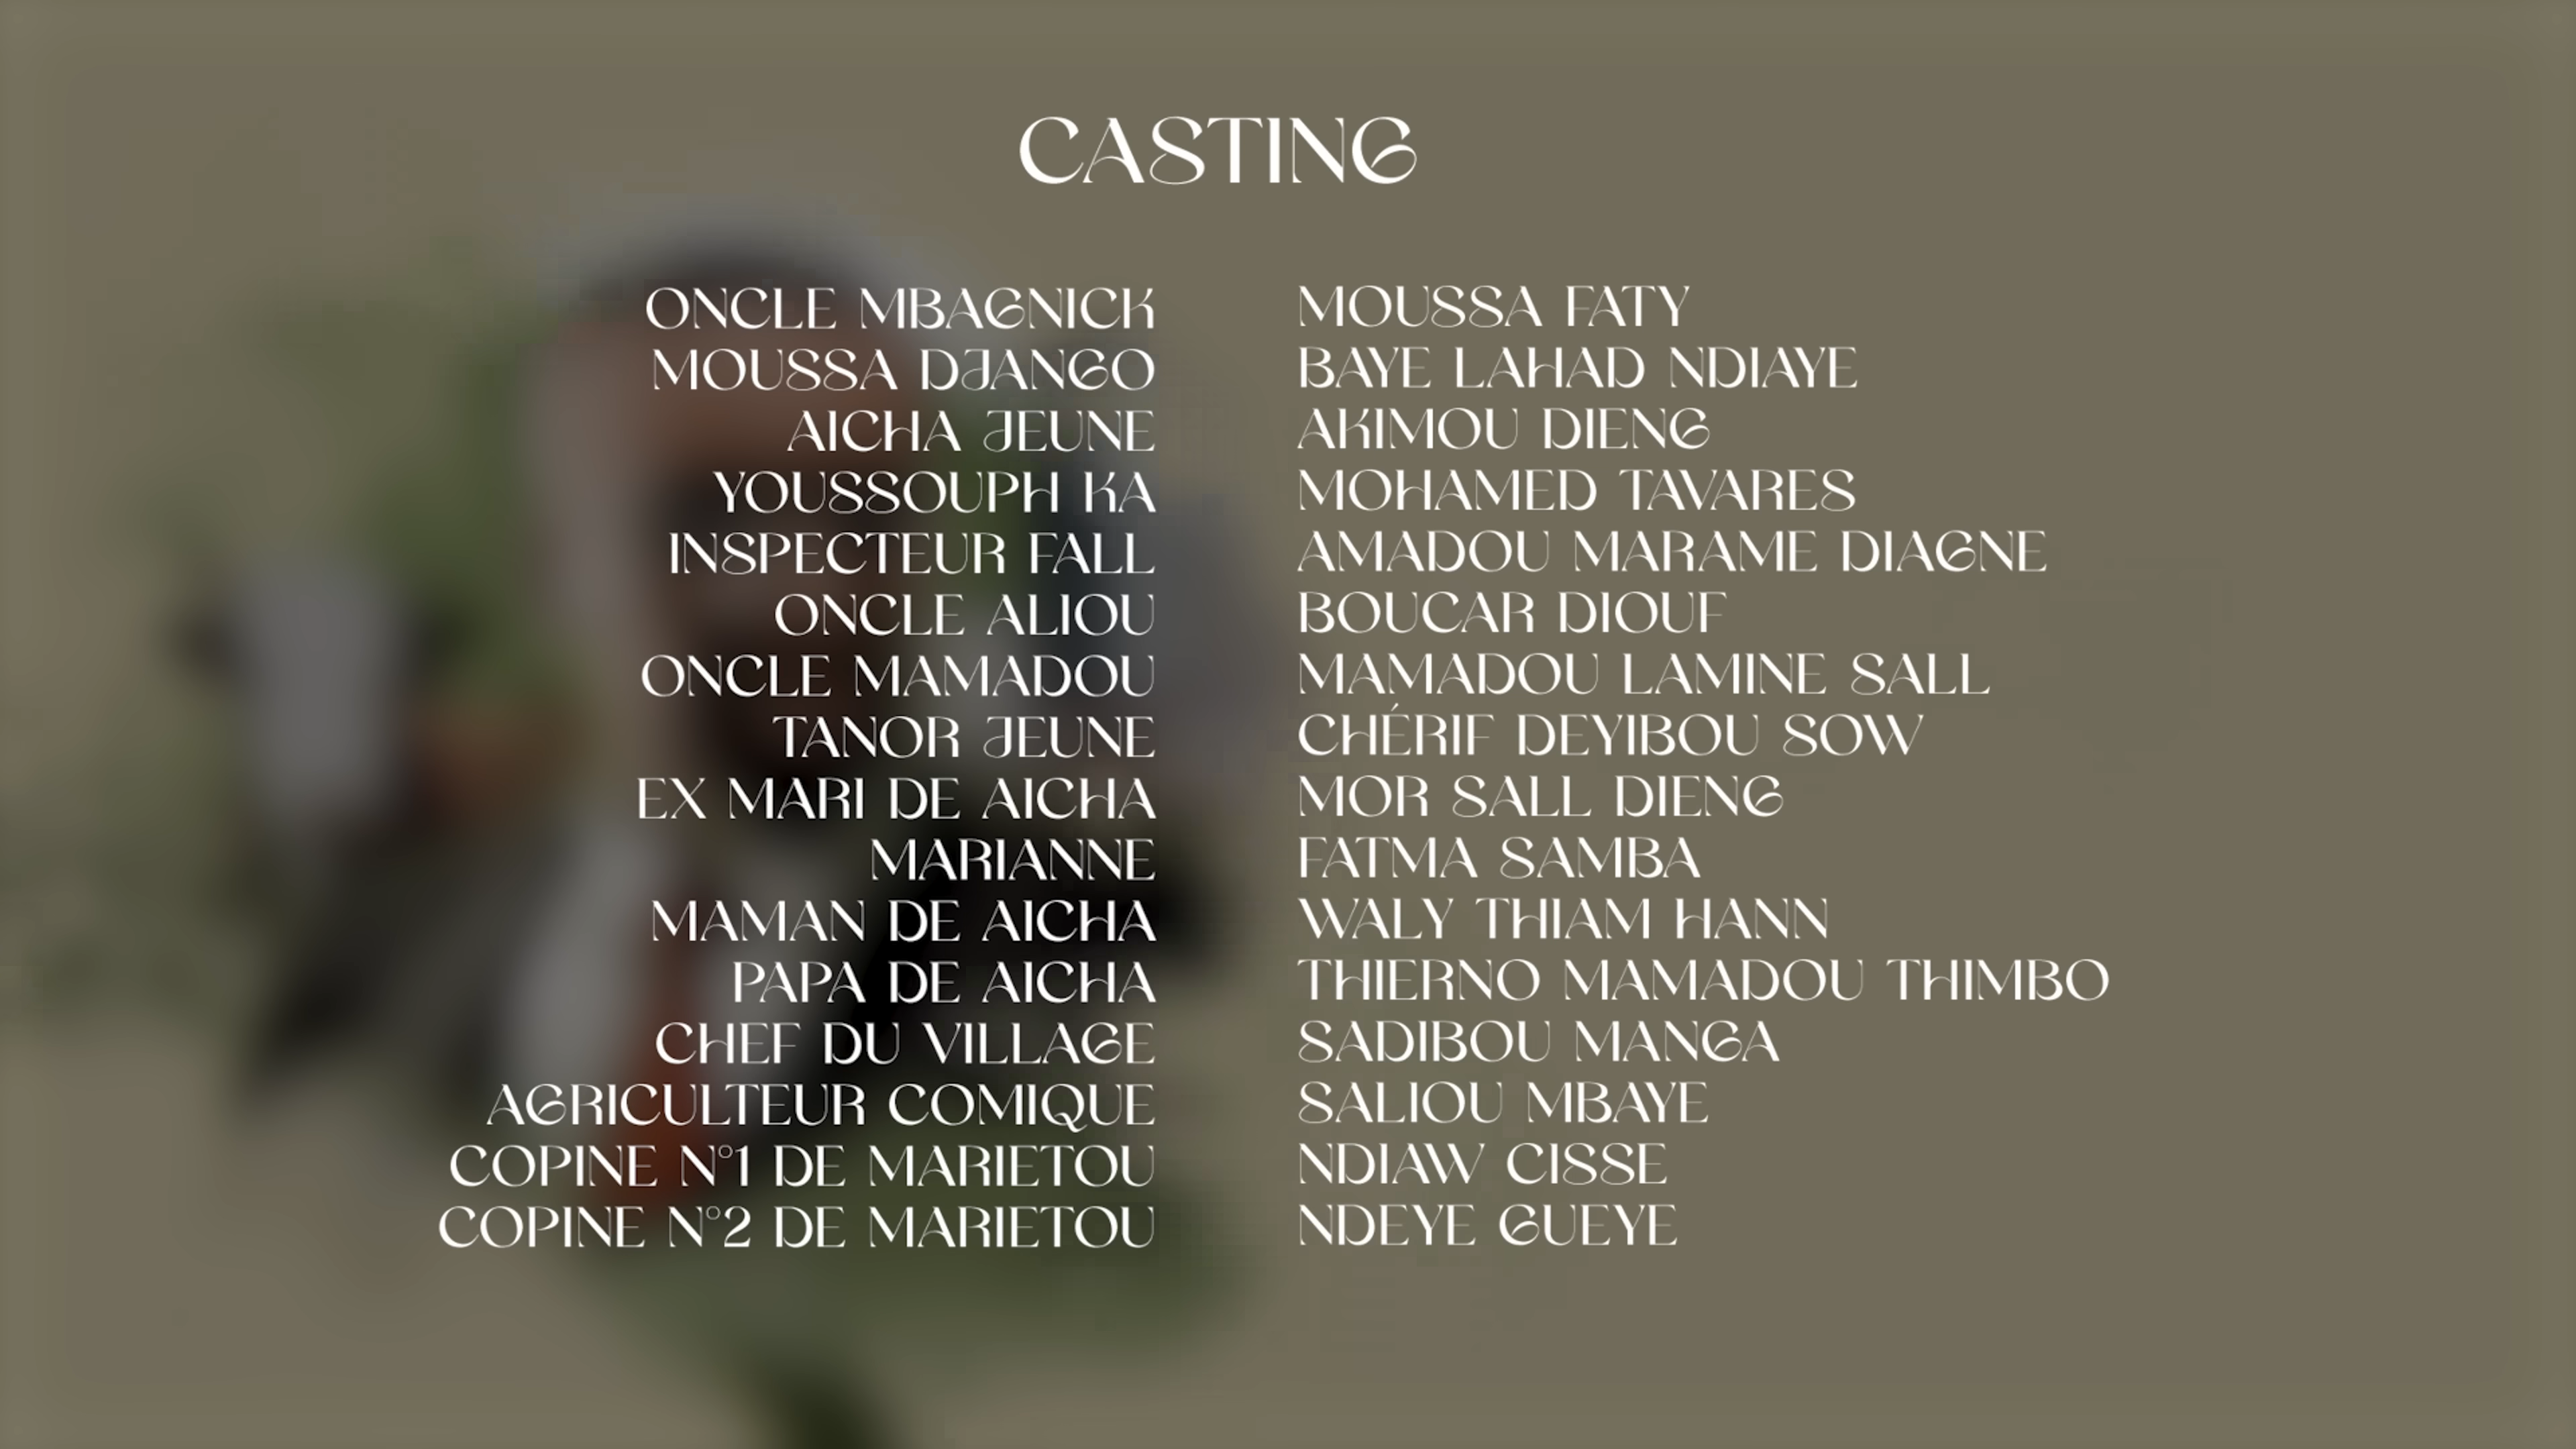 CASTING
ONCLE MBAGNICK MOUSSA FATY
MOUSSA DJANGO BAYE LAHAD NDIAYE
AICHA JEUNE AKIMOU DIENG
YOUSSOUPH KA MOHAMED TAVARES
INSPECTEUR FALL AMADOU MARAME DIAGNE
ONCLE ALIOU BOUCAR DIOUF
ONCLE MAMADOU MAMADOU LAMINE SALL
TANOR JEUNE CHÉRIF DEYIBOU SOW
EX MARI DE AICHA MOR SALL DIENG
MARIANNE FATMA SAMBA
MAMAN DE AICHA WALY THIAM HANN
PAPA DE AICHA THIERNO MAMADOU THIMBO
CHEF DU VILLAGE SADIBOU MANGA
AGRICULTEUR COMIQUE SALIOU MBAYE
COPINE N°1 DE MARIETOU NDIAW CISSE
COPINE N°2 DE MARIETOU NDEYE GUEYE